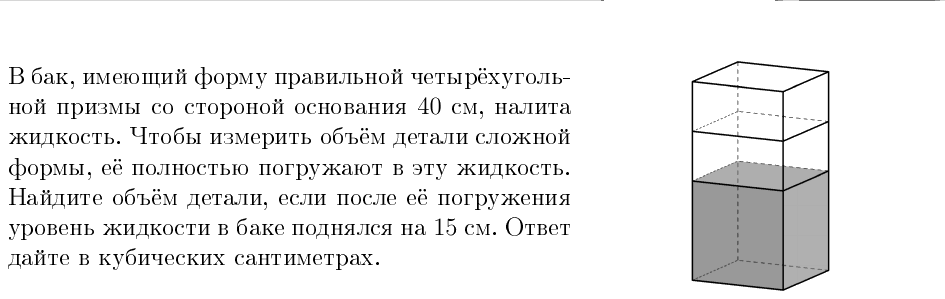 В бак, имеющий форму правильной четырёхуголь-
ной призмы со стороной основания 40 см, налита
жидкость. Чтобы измерить объём детали сложной
формы, её полностью погружают в эту жидкость.
Найдите объём детали, если после её погружения
уровень жидкости в баке поднялся на 15 см. Ответ
дайте в кубических сантиметрах.